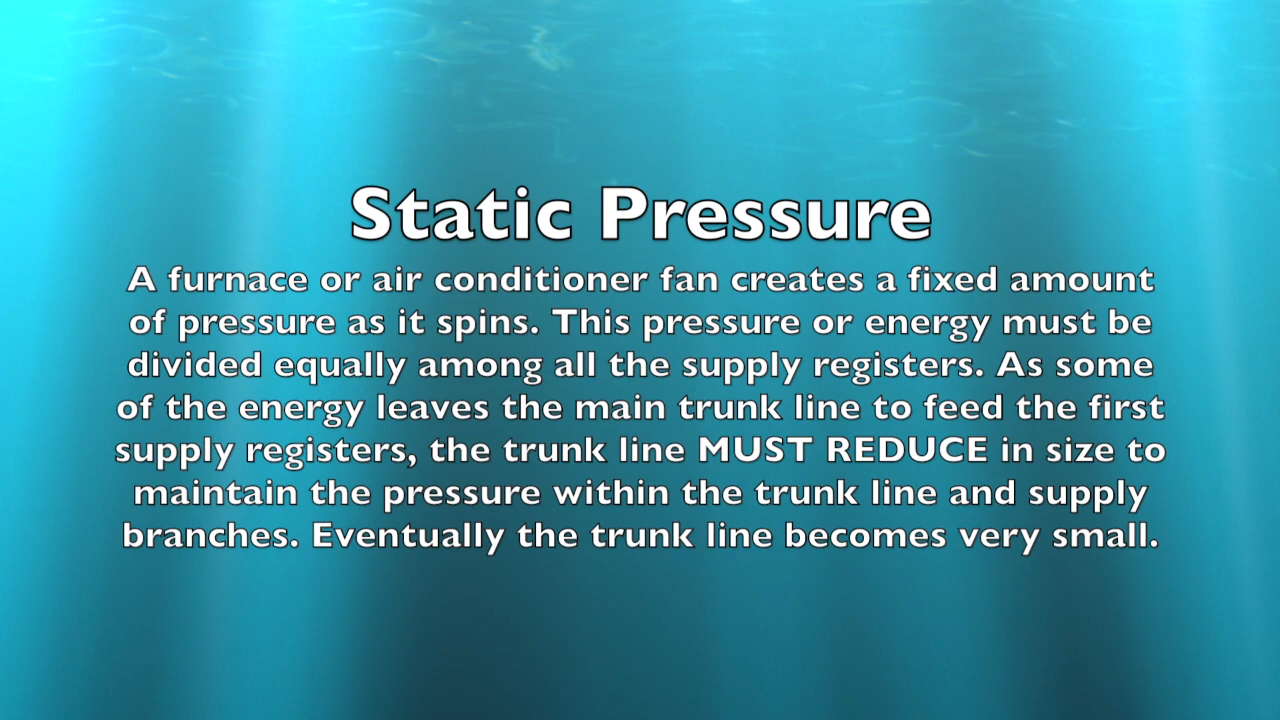 Static Pressure
A furnace or air conditioner fan creates a fixed amount
of pressure as it spins. This pressure or energy must be
divided equally among all the supply registers. As some
of the energy leaves the main trunk line to feed the first
supply registers, the trunk line MUST REDUCE in size to
maintain the pressure within the trunk line and supply
branches. Eventually the trunk line becomes very small.